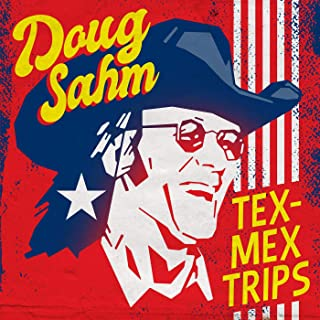 Doug
Sahm
TEX-
MEX
TRIPS